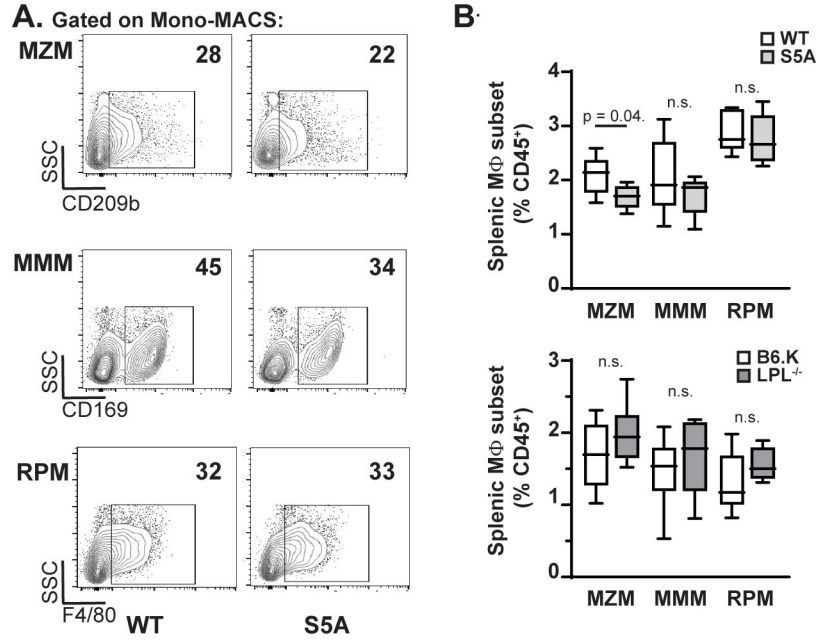 A. Gated on Mono-MACS:
MZM
28
22
SSC
CD209b
MMM
45
34
SSC
CD169
RPM
32
33
SSC
F4/80
WT
S5A
B.
WT
S5A
Splenic MΦ subset
(% CD45⁺)
4
3
2
1
0
p = 0.04.
n.s.
n.s.
MZM MMM RPM
B6.K
LPL⁻/⁻
Splenic MΦ subset
(% CD45⁺)
3
2
1
0
n.s.
n.s.
n.s.
MZM MMM RPM